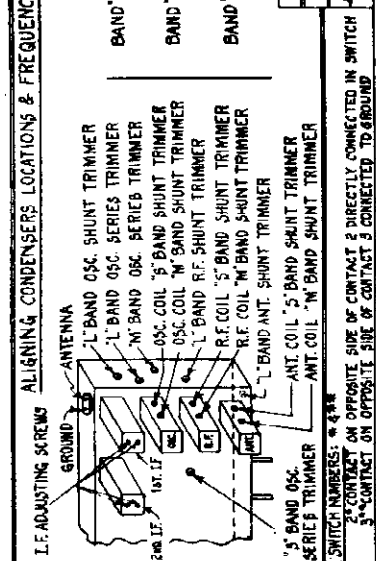 ALIGNING CONDENSERS LOCATIONS & FREQUENC
I.F. ADJUSTING SCREWS
GROUND
ANTENNA
"L" BAND OSC. SHUNT TRIMMER
"L" BAND OSC. SERIES TRIMMER
"M" BAND OSC. SERIES TRIMMER
OSC. COIL "S" BAND SHUNT TRIMMER
OSC. COIL "M" BAND SHUNT TRIMMER
"L" BAND R.F. SHUNT TRIMMER
R.F. COIL "S" BAND SHUNT TRIMMER
R.F. COIL "M" BAND SHUNT TRIMMER
"L" BAND ANT. SHUNT TRIMMER
ANT. COIL "S" BAND SHUNT TRIMMER
ANT. COIL "M" BAND SHUNT TRIMMER
2ND I.F.
1ST. I.F.
OSC.
R.F.
ANT.
"S" BAND OSC.
SERIES TRIMMER
BAND"
BAND"
BAND"
SWITCH NUMBERS:
2* CONTACT ON OPPOSITE SIDE OF CONTACT 2 DIRECTLY CONNECTED IN SWITCH
3** CONTACT ON OPPOSITE SIDE OF CONTACT 3 CONNECTED TO GROUND